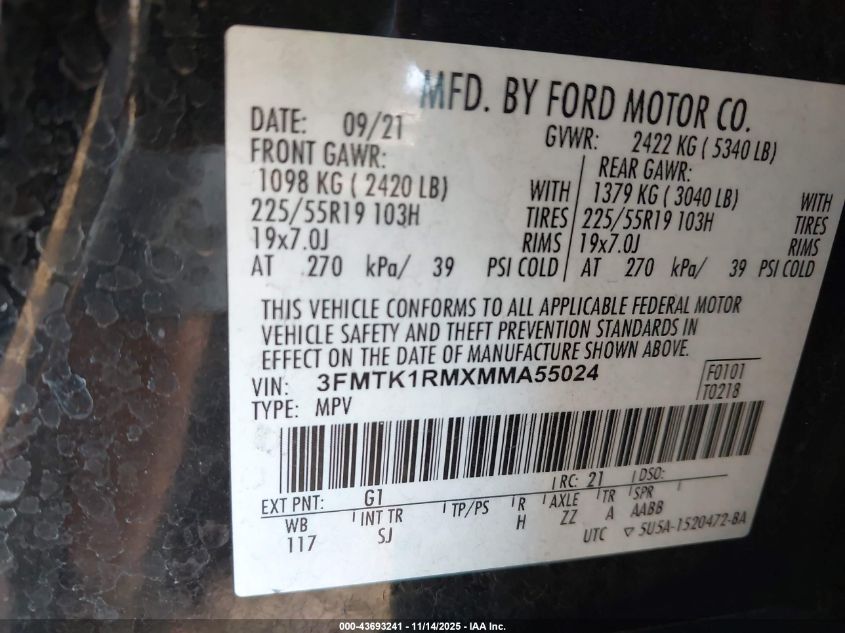 MFD. BY FORD MOTOR CO.
DATE: 09/21 GVWR: 2422 KG ( 5340 LB)
FRONT GAWR: REAR GAWR:
1098 KG ( 2420 LB) WITH 1379 KG ( 3040 LB) WITH
225/55R19 103H TIRES 225/55R19 103H TIRES
19x7.0J RIMS 19x7.0J RIMS
AT 270 kPa/ 39 PSI COLD AT 270 kPa/ 39 PSI COLD
THIS VEHICLE CONFORMS TO ALL APPLICABLE FEDERAL MOTOR
VEHICLE SAFETY AND THEFT PREVENTION STANDARDS IN
EFFECT ON THE DATE OF MANUFACTURE SHOWN ABOVE.
VIN: 3FMTK1RMXMMA55024 F0101
TYPE: MPV T0218
EXT PNT: G1 RC: 21 DSO:
WB INT TR TP/PS R AXLE TR SPR
117 SJ H ZZ A AABB
UTC ▽ 5U5A-1520472-BA
000-43693241 - 11/14/2025 - IAA Inc.